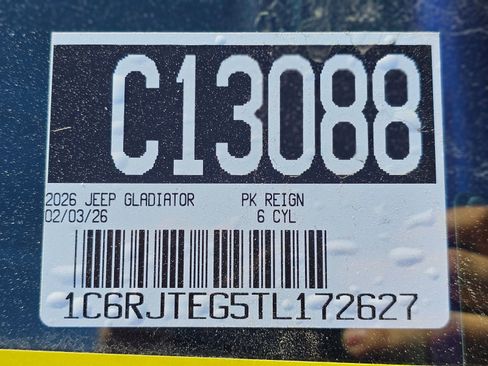 C13088
2026 JEEP GLADIATOR PK REIGN
02/03/26 6 CYL
1C6RJTEG5TL172627